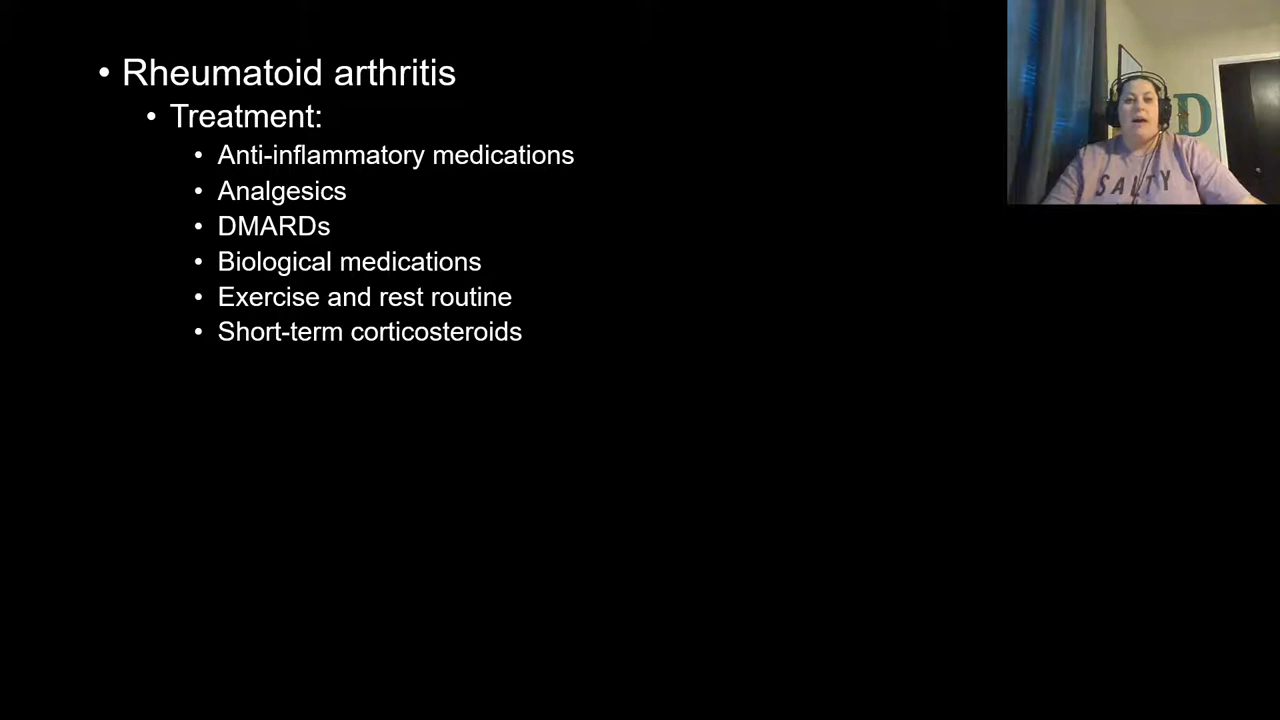 • Rheumatoid arthritis
• Treatment:
• Anti-inflammatory medications
• Analgesics
• DMARDs
• Biological medications
• Exercise and rest routine
• Short-term corticosteroids
D
SALTY